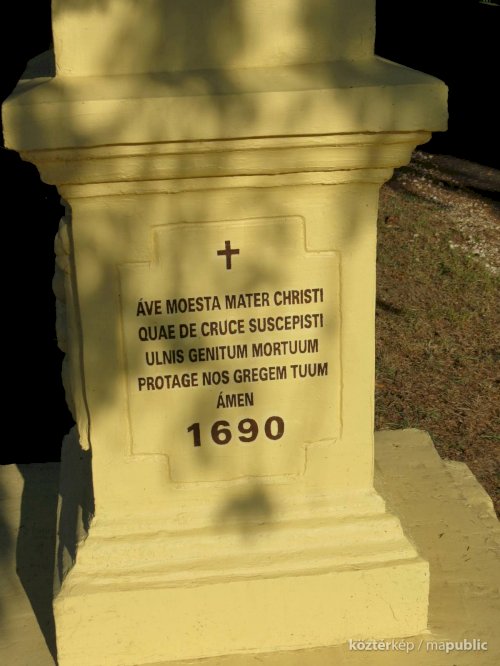 ÁVE MOESTA MATER CHRISTI
QUAE DE CRUCE SUSCEPISTI
ULNIS GENITUM MORTUUM
PROTAGE NOS GREGEM TUUM
ÁMEN
1690
köztérkép / mapublic